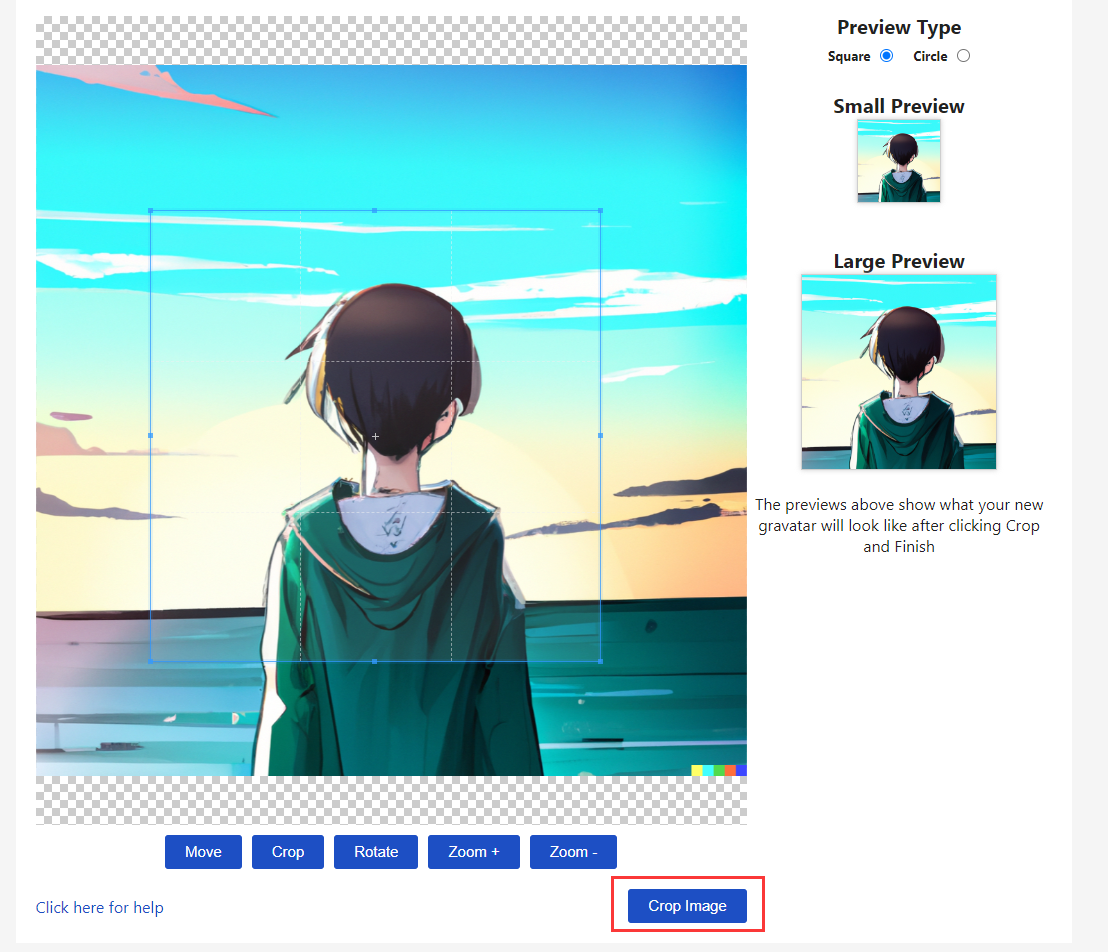 Preview Type
Square Circle
Small Preview
Large Preview
The previews above show what your new
gravatar will look like after clicking Crop
and Finish
Move Crop Rotate Zoom + Zoom -
Click here for help
Crop Image